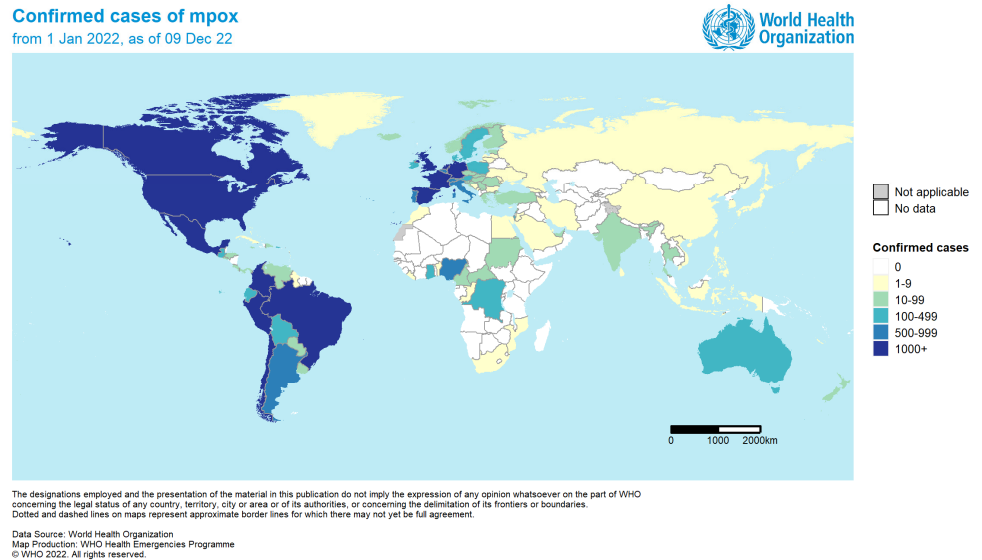 Confirmed cases of mpox
from 1 Jan 2022, as of 09 Dec 22
World Health
Organization
Not applicable
No data
Confirmed cases
0
1-9
10-99
100-499
500-999
1000+
0 1000 2000km
The designations employed and the presentation of the material in this publication do not imply the expression of any opinion whatsoever on the part of WHO
concerning the legal status of any country, territory, city or area or of its authorities, or concerning the delimitation of its frontiers or boundaries.
Dotted and dashed lines on maps represent approximate border lines for which there may not yet be full agreement.
Data Source: World Health Organization
Map Production: WHO Health Emergencies Programme
© WHO 2022. All rights reserved.